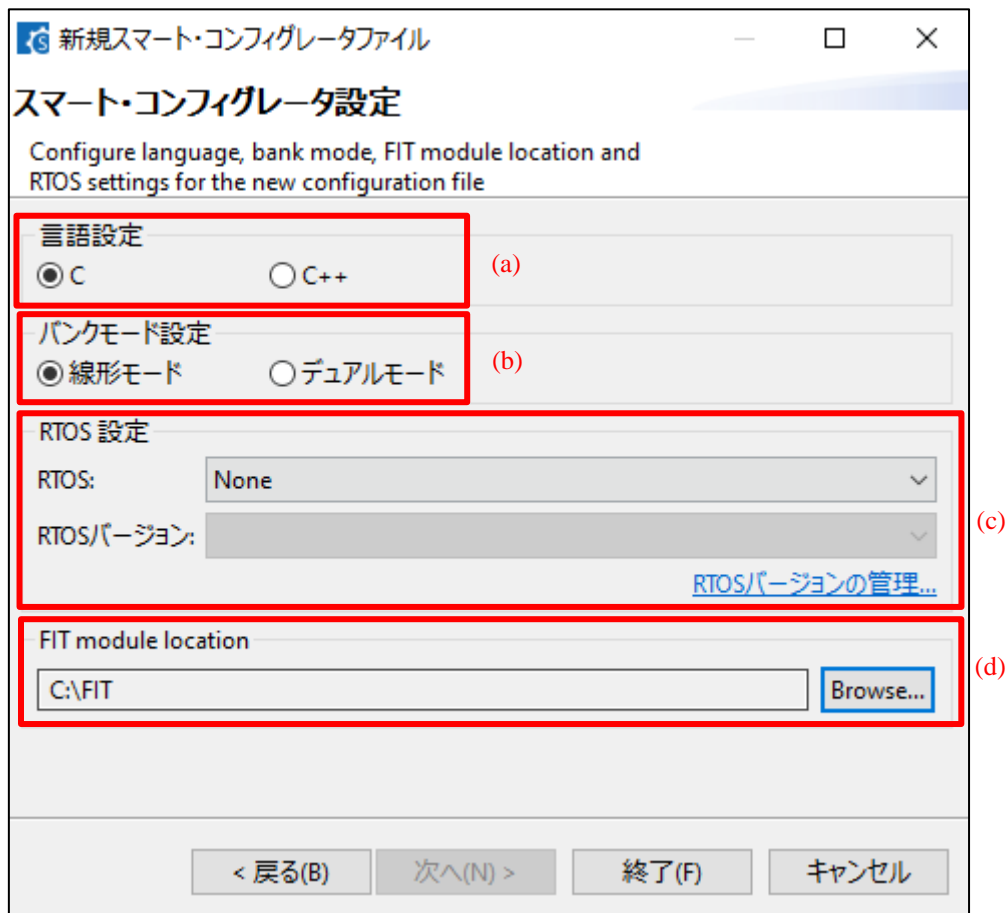 新規スマート・コンフィグレータファイル
スマート・コンフィグレータ設定
Configure language, bank mode, FIT module location and
RTOS settings for the new configuration file
言語設定
C C++
(a)
バンクモード設定
線形モード デュアルモード
(b)
RTOS 設定
RTOS: None
RTOSバージョン:
(c)
RTOSバージョンの管理...
FIT module location
(d)
C:\FIT Browse...
< 戻る(B) 次へ(N) > 終了(F) キャンセル